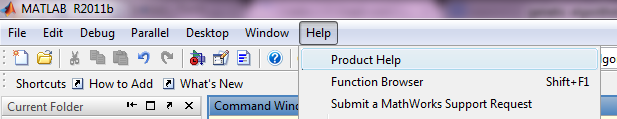 MATLAB R2011b
File Edit Debug Parallel Desktop Window Help
Product Help
go
Function Browser Shift+F1
Shortcuts How to Add What's New
Submit a MathWorks Support Request
Current Folder Command Wind